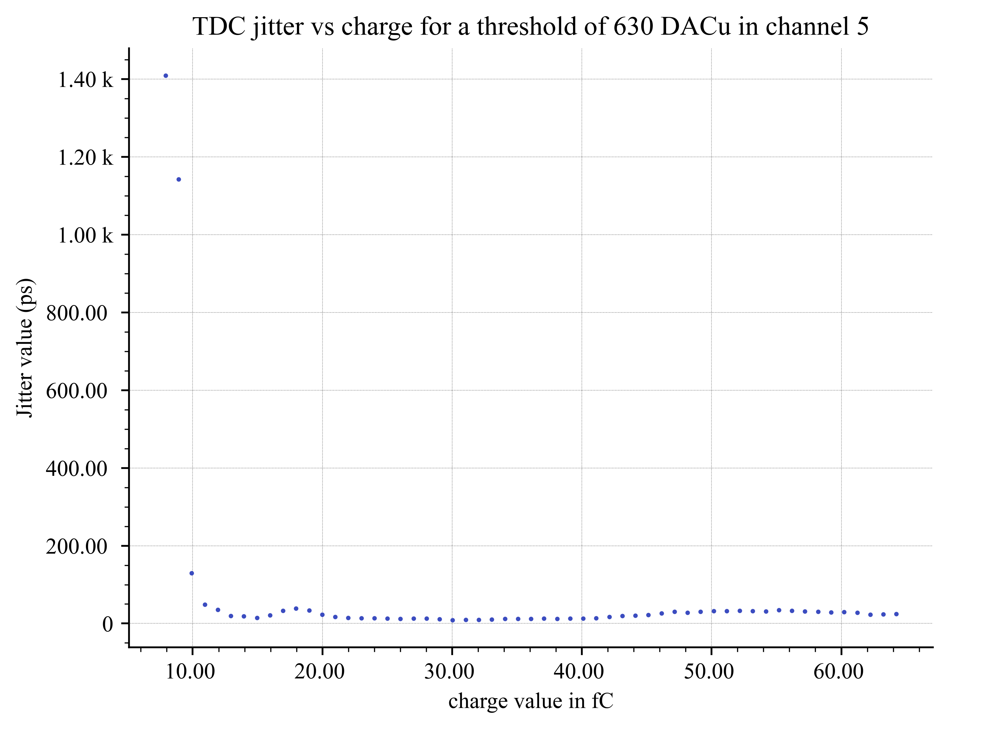 TDC jitter vs charge for a threshold of 630 DACu in channel 5
1.40 k
1.20 k
1.00 k
800.00
600.00
400.00
200.00
0
Jitter value (ps)
10.00 20.00 30.00 40.00 50.00 60.00
charge value in fC